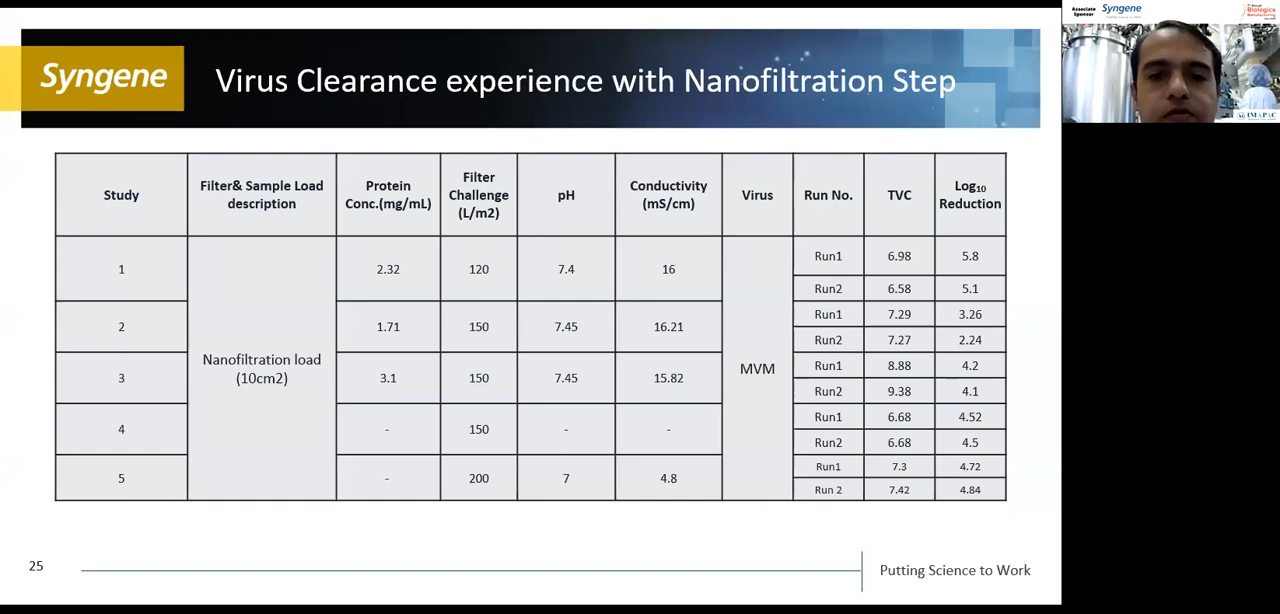 Syngene
Virus Clearance experience with Nanofiltration Step
Study
Filter& Sample Load
description
Protein
Conc.(mg/mL)
Filter
Challenge
(L/m2)
pH
Conductivity
(mS/cm)
Virus
Run No.
TVC
Log₁₀
Reduction
1
Nanofiltration load
(10cm2)
2.32
120
7.4
16
MVM
Run1
6.98
5.8
Run2
6.58
5.1
2
1.71
150
7.45
16.21
Run1
7.29
3.26
Run2
7.27
2.24
3
3.1
150
7.45
15.82
Run1
8.88
4.2
Run2
9.38
4.1
4
-
150
-
-
Run1
6.68
4.52
Run2
6.68
4.5
5
-
200
7
4.8
Run1
7.3
4.72
Run 2
7.42
4.84
25
Putting Science to Work
Associate
Sponsor
Syngene
Biologics
IMAPAC